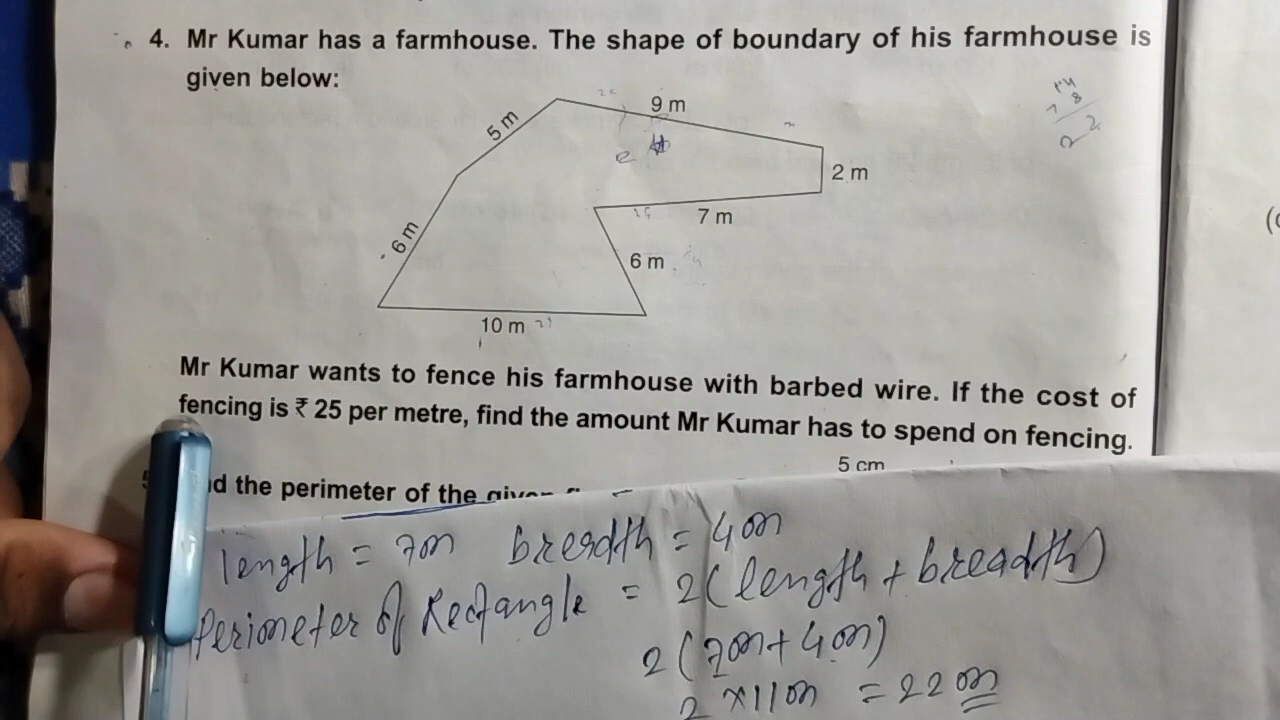 4. Mr Kumar has a farmhouse. The shape of boundary of his farmhouse is
given below:
9 m
5 m
2 m
7 m
6 m
6 m
10 m
Mr Kumar wants to fence his farmhouse with barbed wire. If the cost of
fencing is ₹ 25 per metre, find the amount Mr Kumar has to spend on fencing.
5 cm
the perimeter of the given
length = 7m breadth = 4m
Perimeter of Rectangle = 2(length + breadth)
2(7m+4m)
2 x11m = 22m